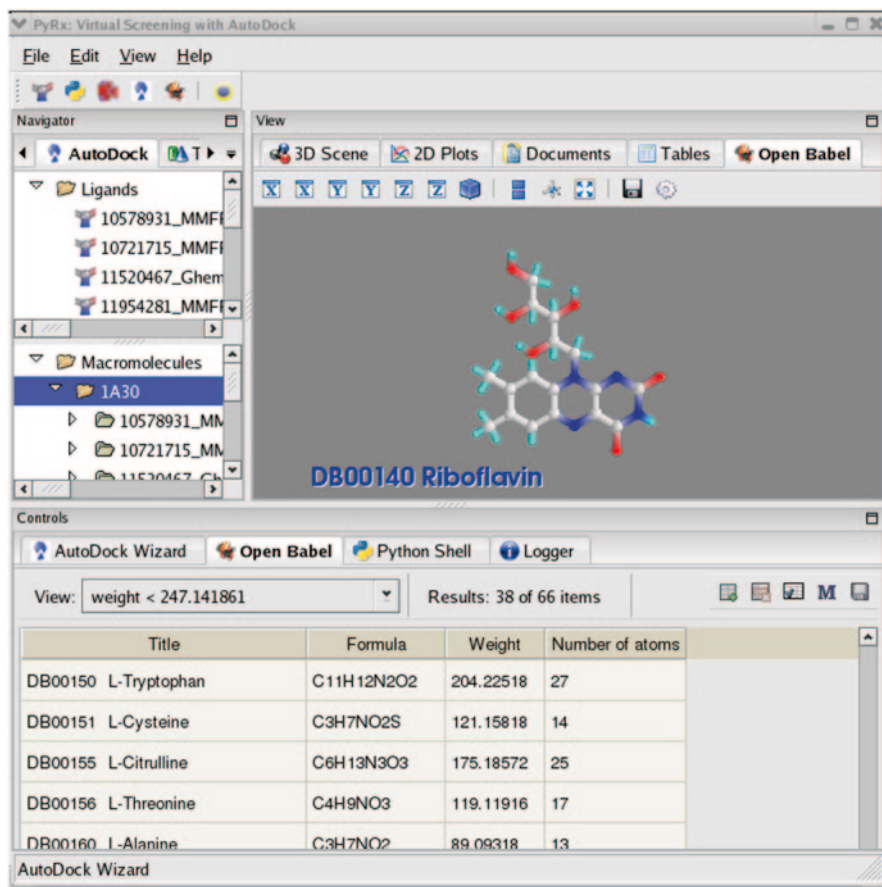 PyRx: Virtual Screening with AutoDock
File Edit View Help
Navigator
AutoDock T
Ligands
10578931_MMFF
10721715_MMFF
11520467_Ghem
11954281_MMFF
Macromolecules
1A30
10578931_MM
10721715_MM
11520467_Gh
View
3D Scene 2D Plots Documents Tables Open Babel
X X Y Y Z Z
DB00140 Riboflavin
Controls
AutoDock Wizard Open Babel Python Shell Logger
View: weight < 247.141861 Results: 38 of 66 items M
Title Formula Weight Number of atoms
DB00150 L-Tryptophan C11H12N2O2 204.22518 27
DB00151 L-Cysteine C3H7NO2S 121.15818 14
DB00155 L-Citrulline C6H13N3O3 175.18572 25
DB00156 L-Threonine C4H9NO3 119.11916 17
DB00160 L-Alanine C3H7NO2 89.09318 13
AutoDock Wizard